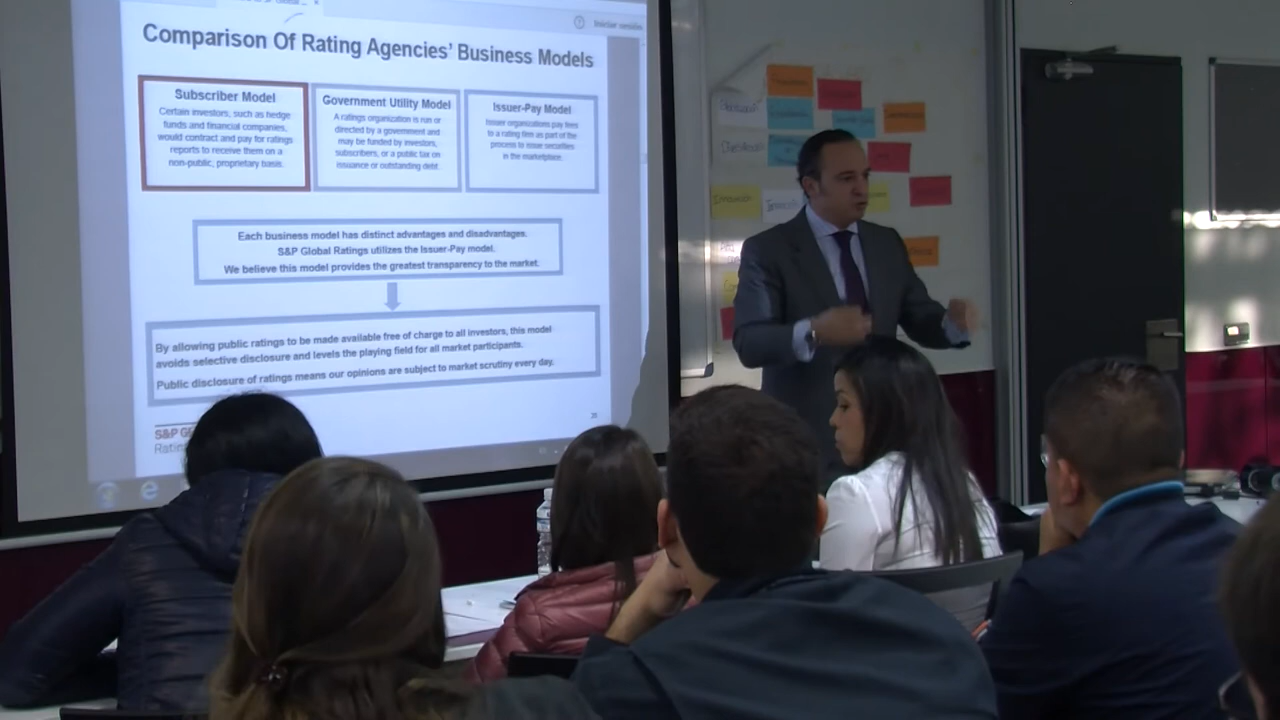 Iniciar sesión
Comparison Of Rating Agencies' Business Models
Subscriber Model
Certain investors, such as hedge
funds and financial companies,
would contract and pay for ratings
reports to receive them on a
non-public, proprietary basis.
Government Utility Model
A ratings organization is run or
directed by a government and
may be funded by investors,
subscribers, or a public tax on
issuance or outstanding debt.
Issuer-Pay Model
Issuer organizations pay fees
to a rating firm as part of the
process to issue securities
in the marketplace.
Each business model has distinct advantages and disadvantages.
S&P Global Ratings utilizes the Issuer-Pay model.
We believe this model provides the greatest transparency to the market.
By allowing public ratings to be made available free of charge to all investors, this model
avoids selective disclosure and levels the playing field for all market participants.
Public disclosure of ratings means our opinions are subject to market scrutiny every day.
S&P G
Ratin